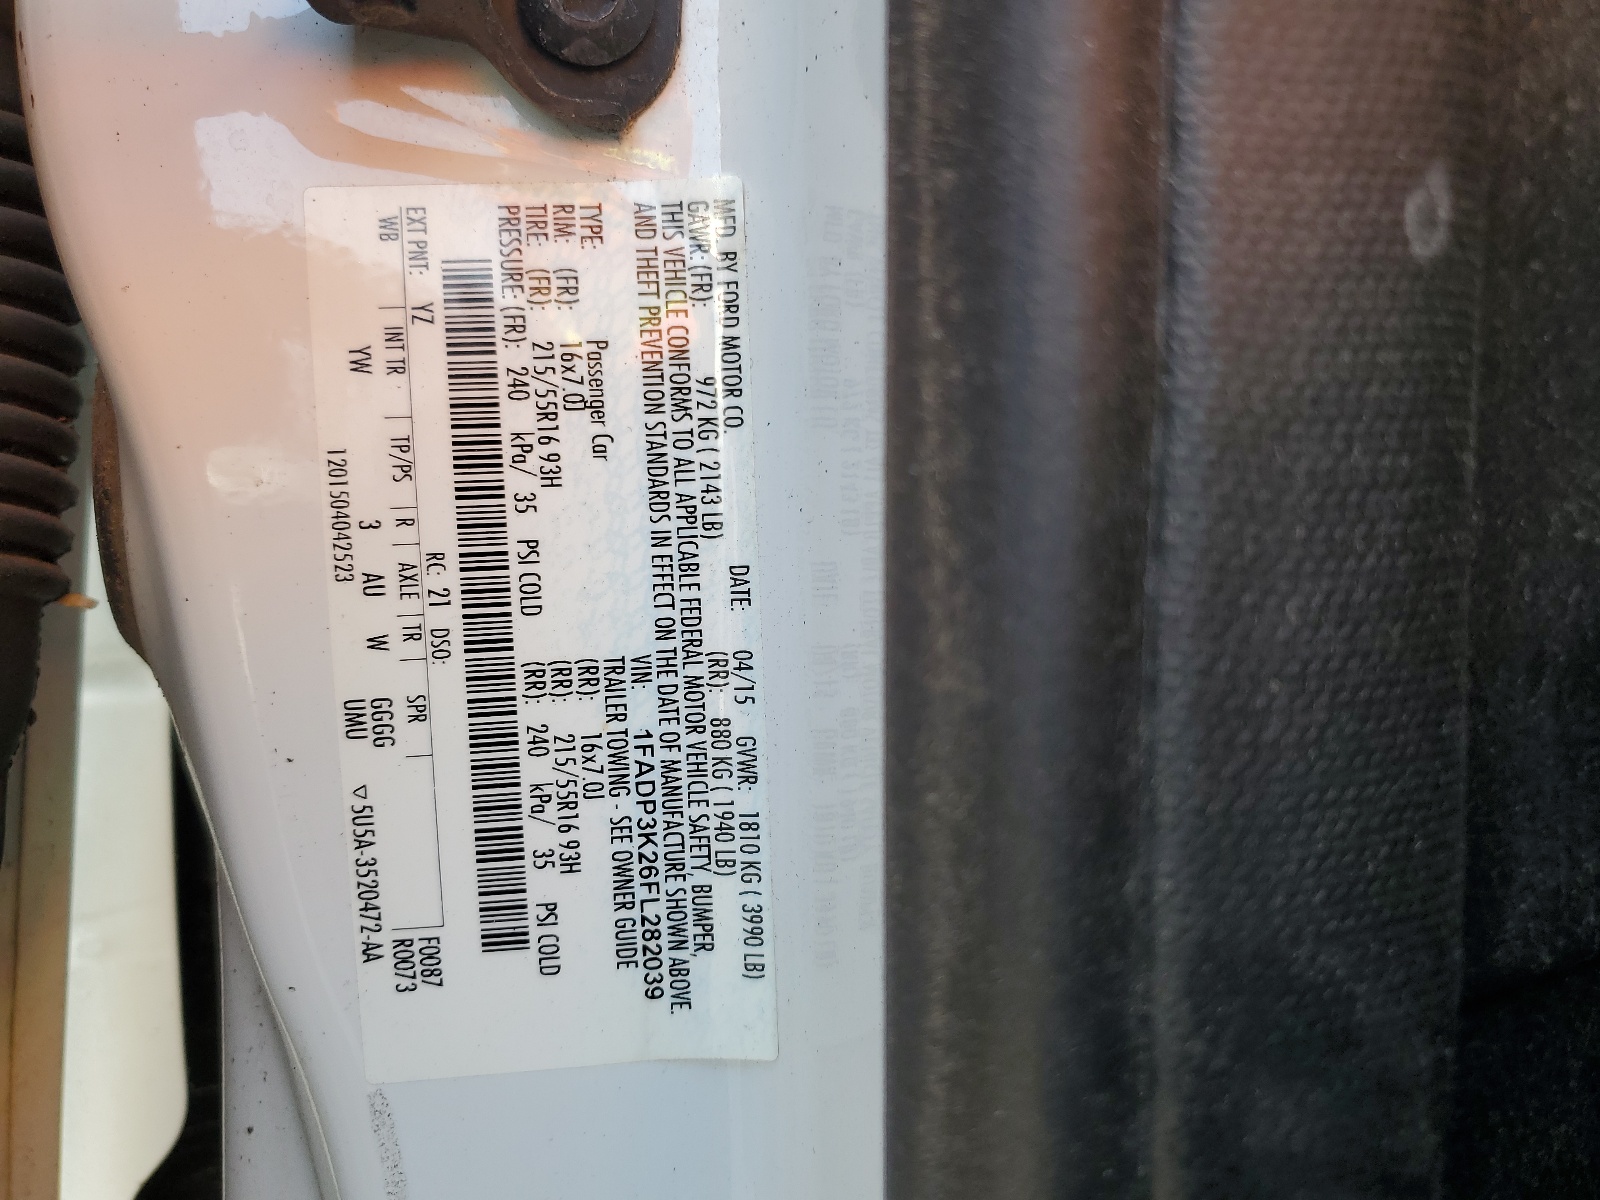 MFD. BY FORD MOTOR CO.
DATE: 04/15 GVWR: 1810 KG ( 3990 LB)
GAWR: (FR): 972 KG ( 2143 LB) (RR): 880 KG ( 1940 LB)
THIS VEHICLE CONFORMS TO ALL APPLICABLE FEDERAL MOTOR VEHICLE SAFETY, BUMPER,
AND THEFT PREVENTION STANDARDS IN EFFECT ON THE DATE OF MANUFACTURE SHOWN ABOVE.
VIN: 1FADP3K26FL282039
TYPE: Passenger Car TRAILER TOWING - SEE OWNER GUIDE
RIM: (FR): 16x7.0J (RR): 16x7.0J
TIRE: (FR): 215/55R16 93H (RR): 215/55R16 93H
PRESSURE: (FR): 240 kPa/ 35 PSI COLD (RR): 240 kPa/ 35 PSI COLD
EXT PNT: YZ RC: 21 DSO: F0087
WB INT TR TP/PS R AXLE TR SPR R0073
YW 3 AU W GGGG
UMU
120150402523 ▽5U5A-3520472-AA